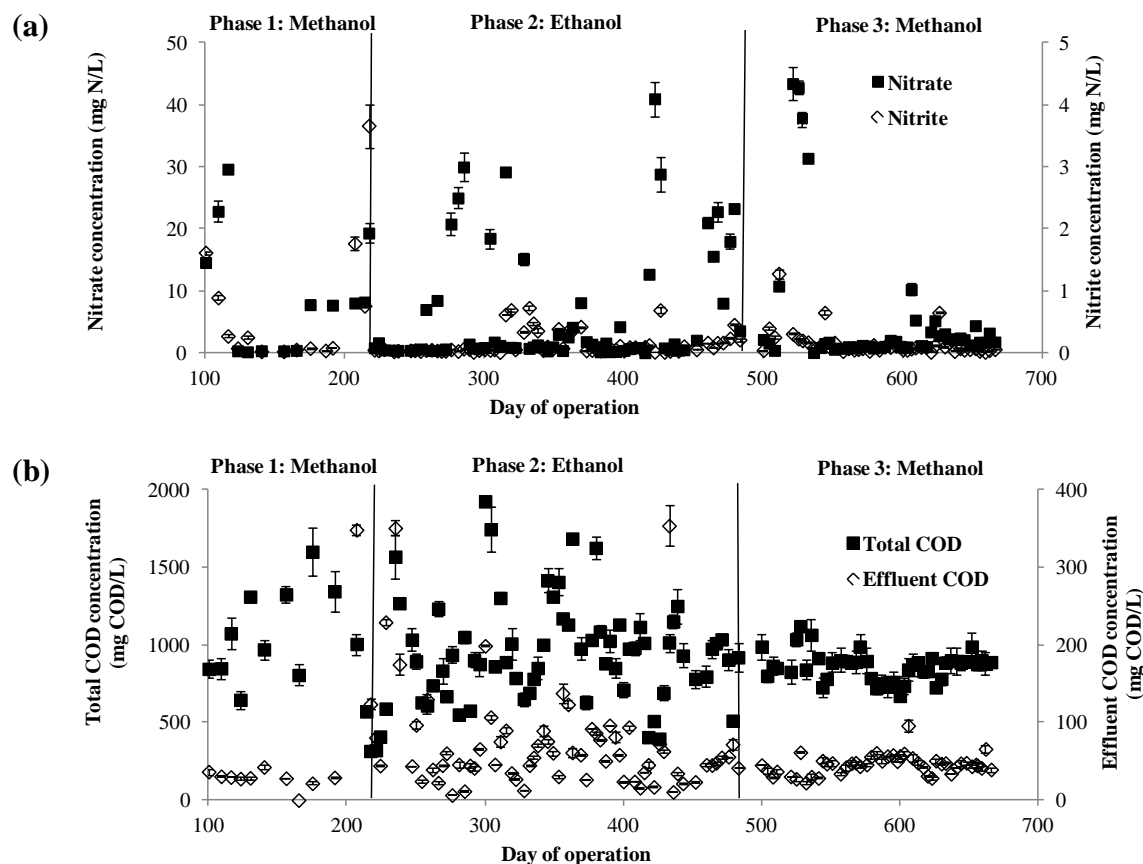 (a)
Phase 1: Methanol Phase 2: Ethanol Phase 3: Methanol
Nitrate concentration (mg N/L)
50
40
30
20
10
0
Nitrate
Nitrite
5
4
3
2
1
0
Nitrite concentration (mg N/L)
100 200 300 400 500 600 700
Day of operation
(b)
Phase 1: Methanol Phase 2: Ethanol Phase 3: Methanol
Total COD concentration
(mg COD/L)
2000
1500
1000
500
0
Total COD
Effluent COD
400
300
200
100
0
Effluent COD concentration
(mg COD/L)
100 200 300 400 500 600 700
Day of operation